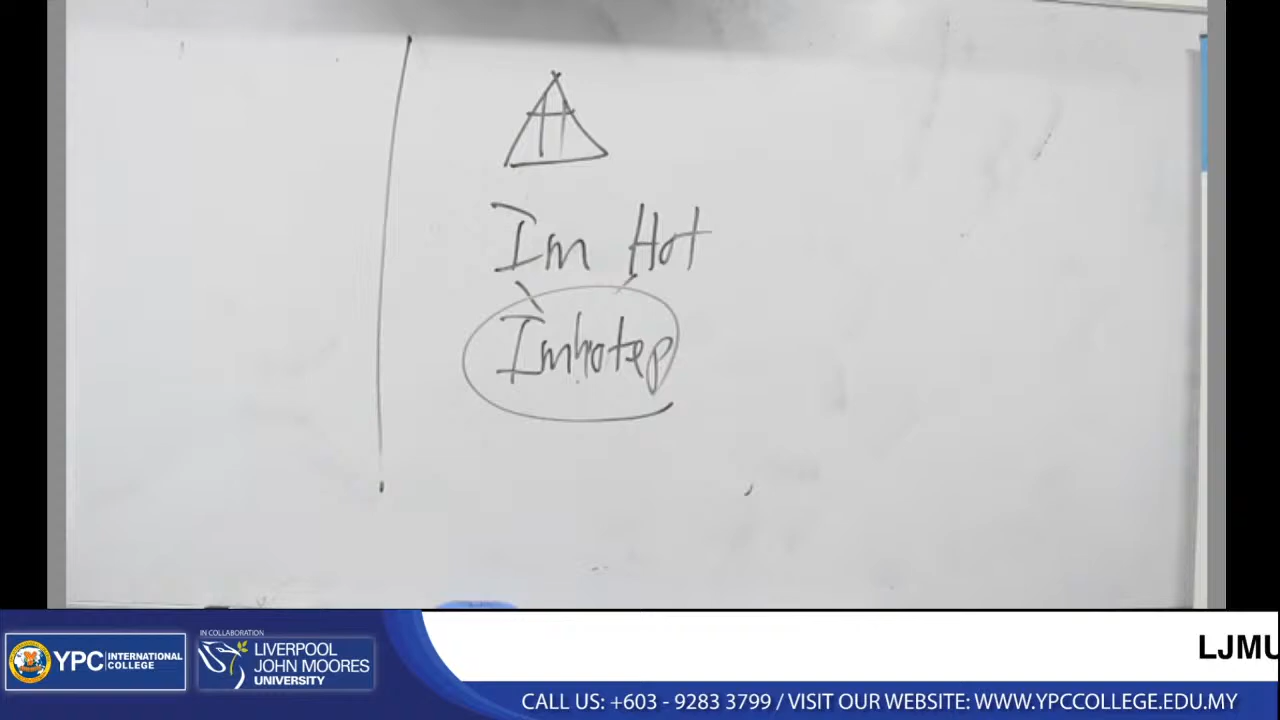 Im Hot
Imhotep
YPC INTERNATIONAL COLLEGE
IN COLLABORATION
LIVERPOOL
JOHN MOORES
UNIVERSITY
LJMU
CALL US: +603 - 9283 3799 / VISIT OUR WEBSITE: WWW.YPCCOLLEGE.EDU.MY